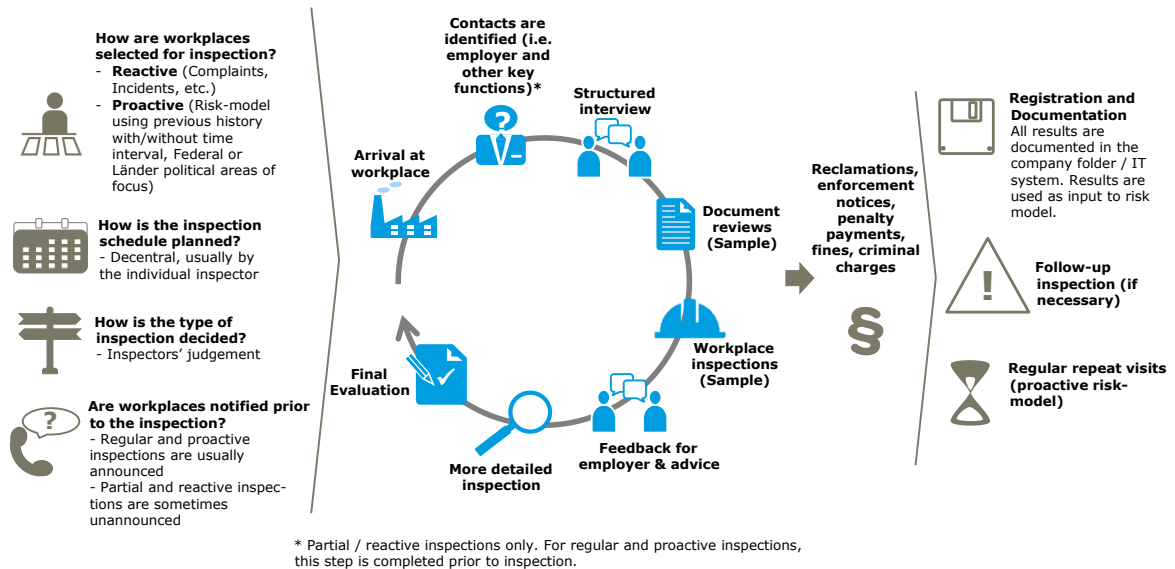 How are workplaces
selected for inspection?
- Reactive (Complaints,
Incidents, etc.)
- Proactive (Risk-model
using previous history
with/without time
interval, Federal or
Länder political areas of
focus)
How is the inspection
schedule planned?
- Decentral, usually by
the individual inspector
How is the type of
inspection decided?
- Inspectors’ judgement
?
Are workplaces notified prior
to the inspection?
- Regular and proactive
inspections are usually
announced
- Partial and reactive inspec-
tions are sometimes
unannounced
Arrival at
workplace
Contacts are
identified (i.e.
employer and
other key
functions)*
?
Structured
interview
Document
reviews
(Sample)
Workplace
inspections
(Sample)
Feedback for
employer & advice
More detailed
inspection
Final
Evaluation
Reclamations,
enforcement
notices,
penalty
payments,
fines, criminal
charges
§
Registration and
Documentation
All results are
documented in the
company folder / IT
system. Results are
used as input to risk
model.
!
Follow-up
inspection (if
necessary)
Regular repeat visits
(proactive risk-
model)
* Partial / reactive inspections only. For regular and proactive inspections,
this step is completed prior to inspection.